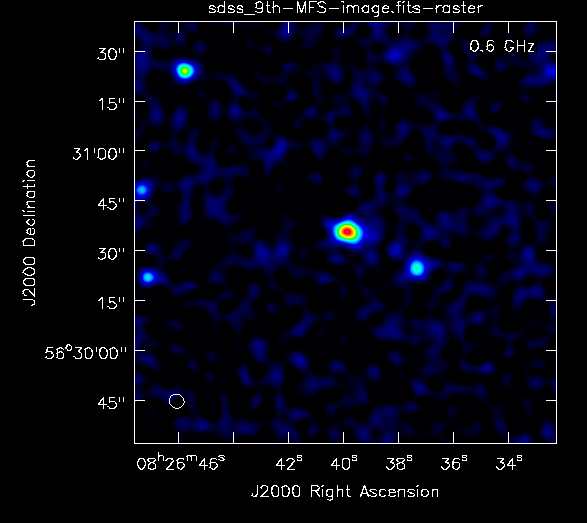 sdss_9th-MFS-image.fits-raster
0.6 GHz
30"
15"
31'00"
45"
30"
15"
56°30'00"
45"
J2000 Declination
08ʰ26ᵐ46ˢ 42ˢ 40ˢ 38ˢ 36ˢ 34ˢ
J2000 Right Ascension